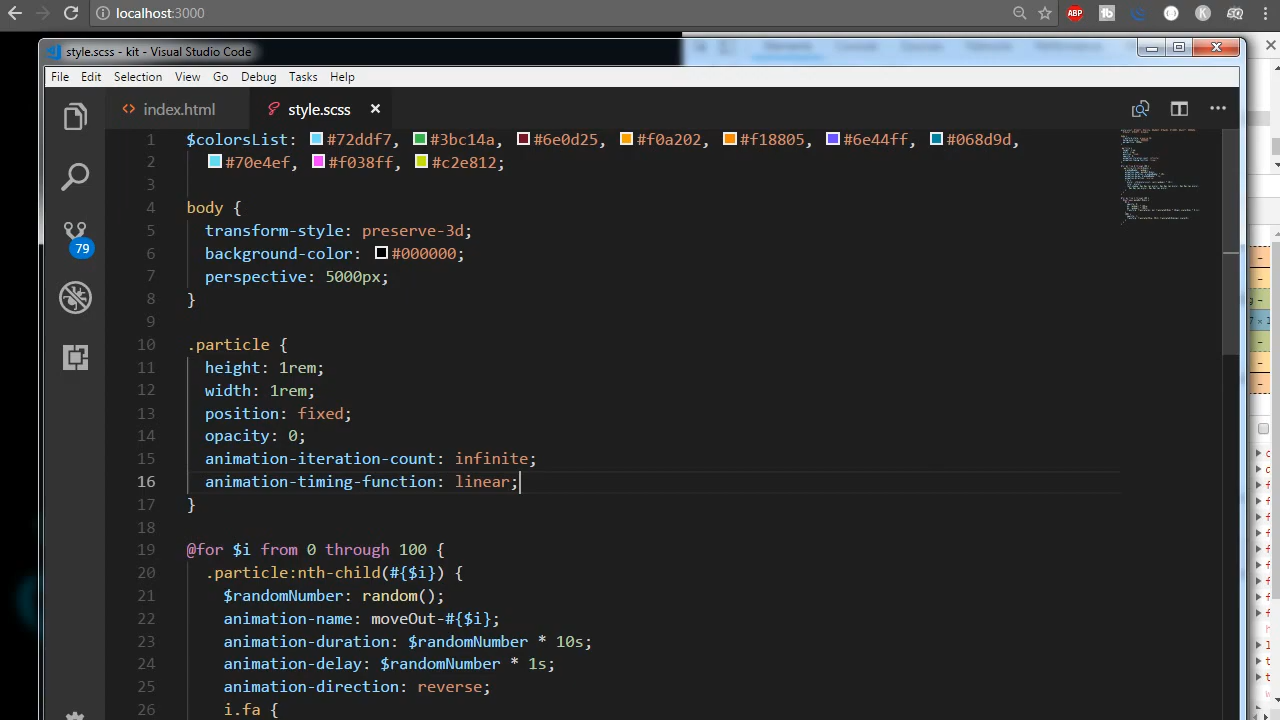 localhost:3000
ABP
style.scss - kit - Visual Studio Code
File Edit Selection View Go Debug Tasks Help
index.html style.scss
1 $colorsList: #72ddf7, #3bc14a, #6e0d25, #f0a202, #f18805, #6e44ff, #068d9d,
2 #70e4ef, #f038ff, #c2e812;
3
4 body {
5 transform-style: preserve-3d;
6 background-color: #000000;
7 perspective: 5000px;
8 }
9
10 .particle {
11 height: 1rem;
12 width: 1rem;
13 position: fixed;
14 opacity: 0;
15 animation-iteration-count: infinite;
16 animation-timing-function: linear;
17 }
18
19 @for $i from 0 through 100 {
20 .particle:nth-child(#{$i}) {
21 $randomNumber: random();
22 animation-name: moveOut-#{$i};
23 animation-duration: $randomNumber * 10s;
24 animation-delay: $randomNumber * 1s;
25 animation-direction: reverse;
26 i.fa {
79